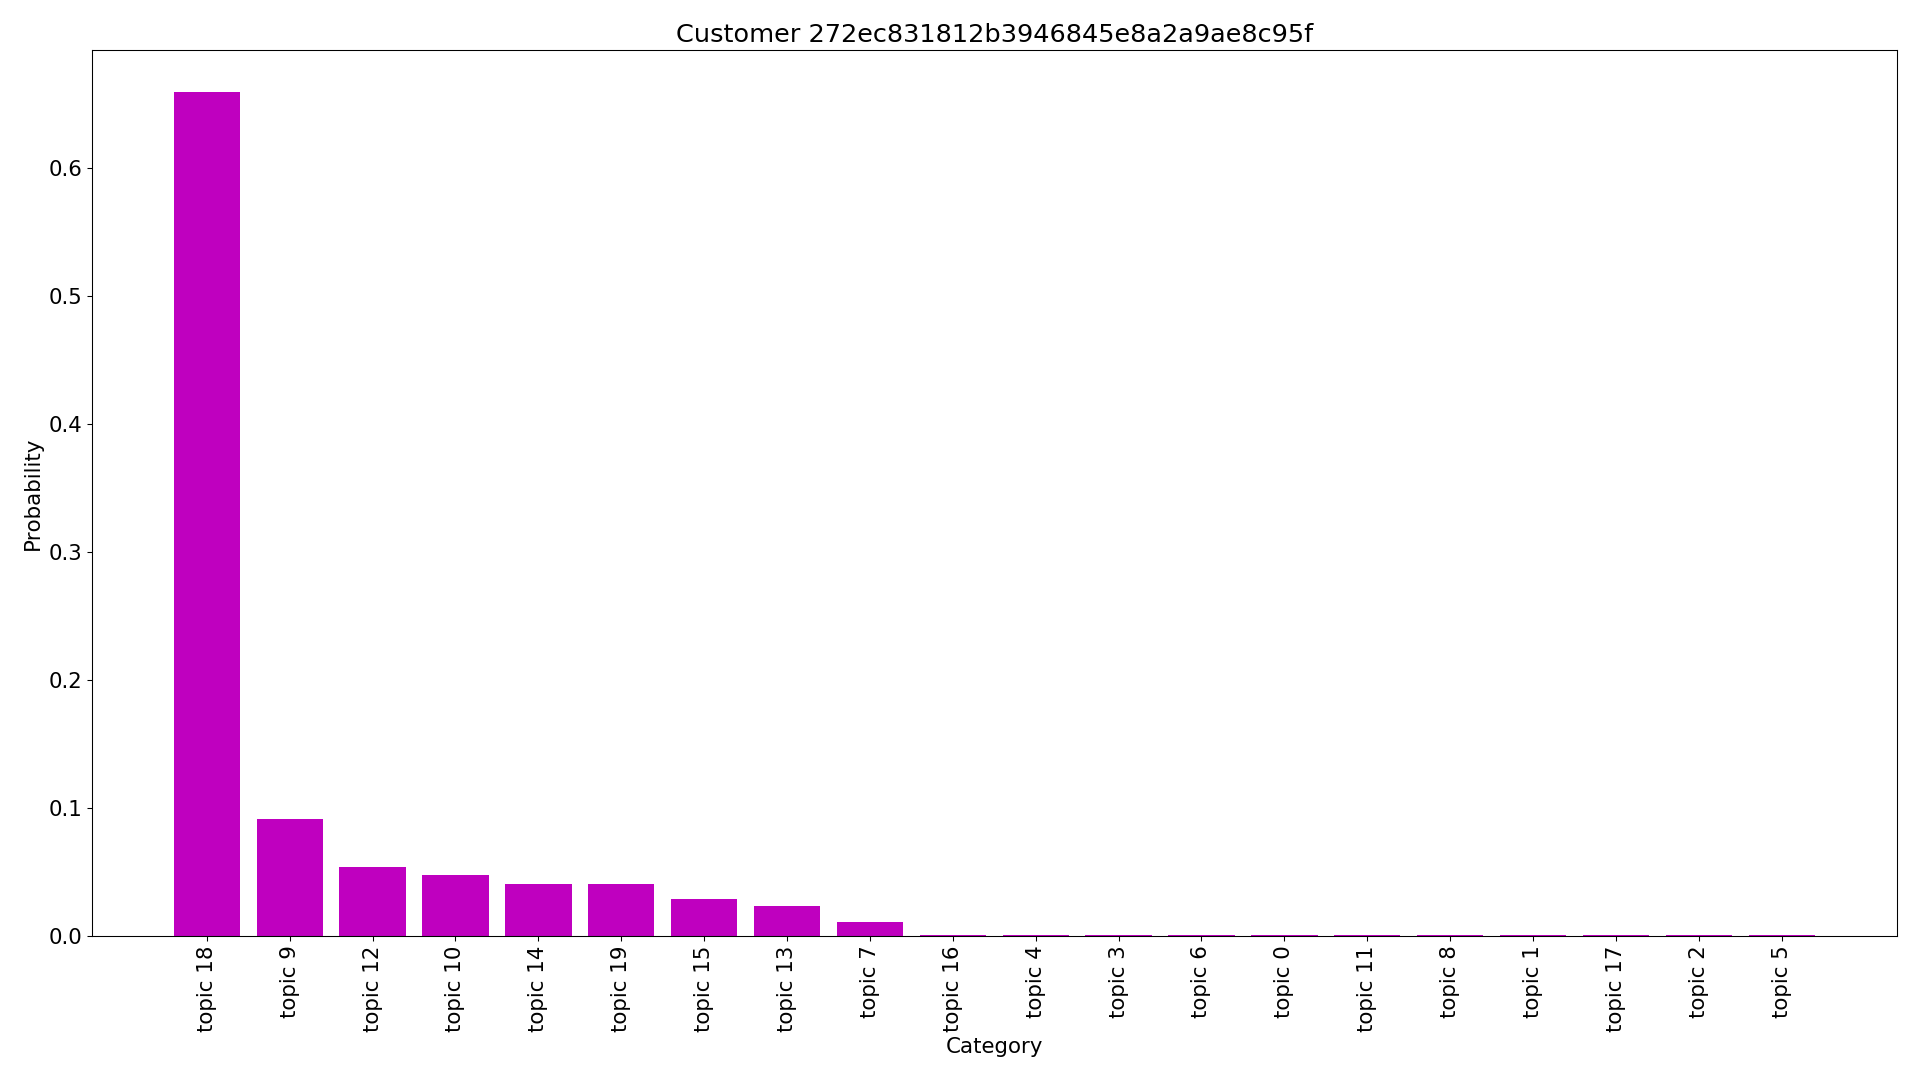 Customer 272ec831812b3946845e8a2a9ae8c95f
Probability
0.6
0.5
0.4
0.3
0.2
0.1
0.0
topic 18
topic 9
topic 12
topic 10
topic 14
topic 19
topic 15
topic 13
topic 7
topic 16
topic 4
topic 3
topic 6
topic 0
topic 11
topic 8
topic 1
topic 17
topic 2
topic 5
Category